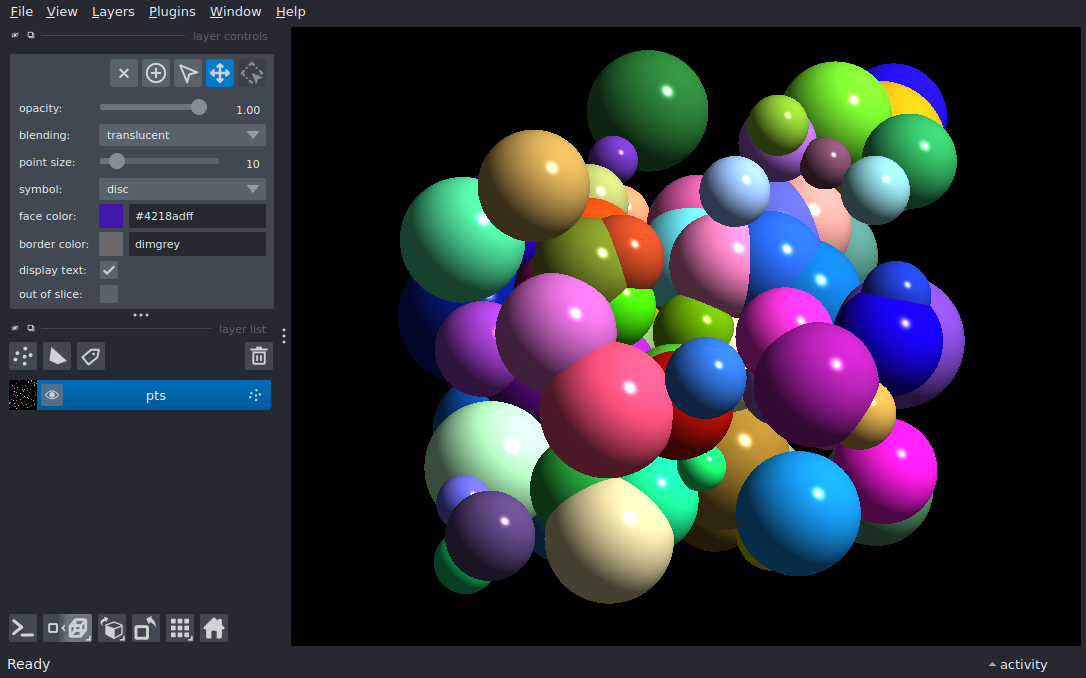 File View Layers Plugins Window Help
layer controls
opacity: 1.00
blending: translucent
point size: 10
symbol: disc
face color: #4218adff
border color: dimgrey
display text:
out of slice:
layer list
pts
Ready activity